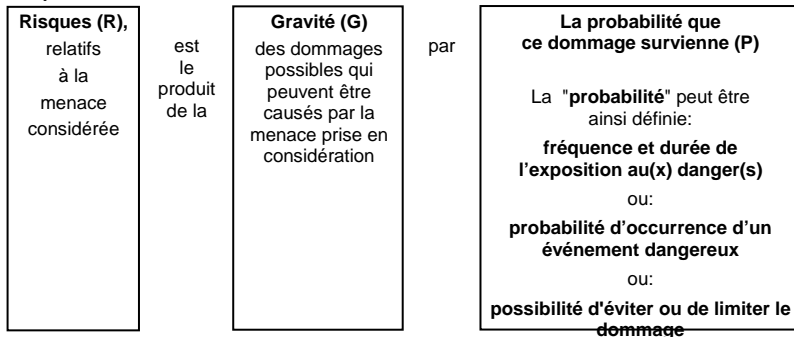 Risques (R),
relatifs
à la
menace
considérée
est
le
produit
de la
Gravité (G)
des dommages
possibles qui
peuvent être
causés par la
menace prise en
considération
par
La probabilité que
ce dommage survienne (P)
La "probabilité" peut être
ainsi définie:
fréquence et durée de
l’exposition au(x) danger(s)
ou:
probabilité d’occurrence d’un
événement dangereux
ou:
possibilité d'éviter ou de limiter le
dommage